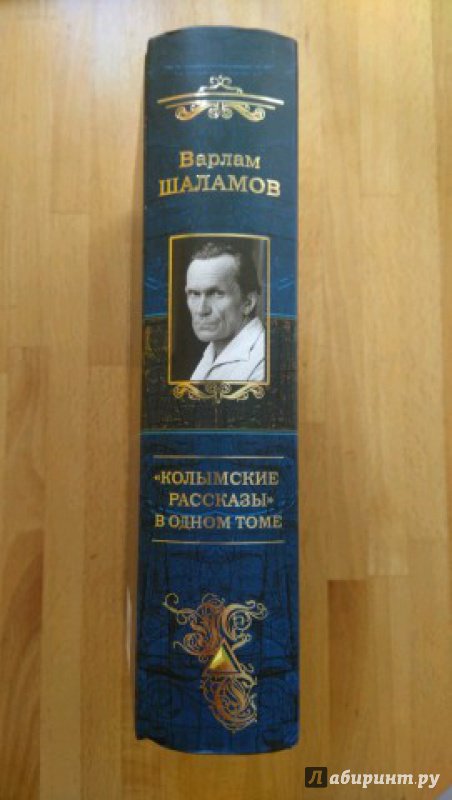 Варлам
ШАЛАМОВ
«КОЛЫМСКИЕ
РАССКАЗЫ»
В ОДНОМ ТОМЕ
Лабиринт.ру